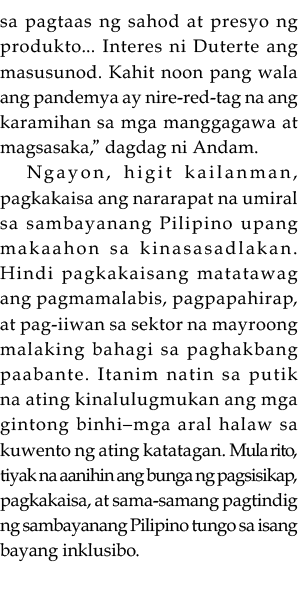 sa pagtaas ng sahod at presyo ng
produkto... Interes ni Duterte ang
masusunod. Kahit noon pang wala
ang pandemya ay nire-red-tag na ang
karamihan sa mga manggagawa at
magsasaka,” dagdag ni Andam.
Ngayon, higit kailanman,
pagkakaisa ang nararapat na umiral
sa sambayanang Pilipino upang
makaahon sa kinasasadlakan.
Hindi pagkakaisang matatawag
ang pagmamalabis, pagpapahirap,
at pag-iiwan sa sektor na mayroong
malaking bahagi sa paghakbang
paabante. Itanim natin sa putik
na ating kinalulugmukan ang mga
gintong binhi–mga aral halaw sa
kuwento ng ating katatagan. Mula rito,
tiyak na aanihin ang bunga ng pagsisikap,
pagkakaisa, at sama-samang pagtindig
ng sambayanang Pilipino tungo sa isang
bayang inklusibo.